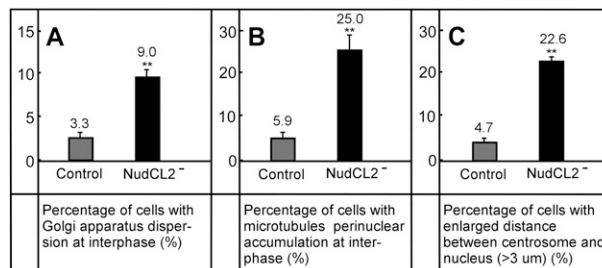 A
15
10
5
0
3.3
9.0
**
Control
NudCL2⁻
Percentage of cells with
Golgi apparatus disper-
sion at interphase (%)
B
30
20
10
0
5.9
25.0
**
Control
NudCL2⁻
Percentage of cells with
microtubules perinuclear
accumulation at inter-
phase (%)
C
30
20
10
0
4.7
22.6
**
Control
NudCL2⁻
Percentage of cells with
enlarged distance
between centrosome and
nucleus (>3 um) (%)